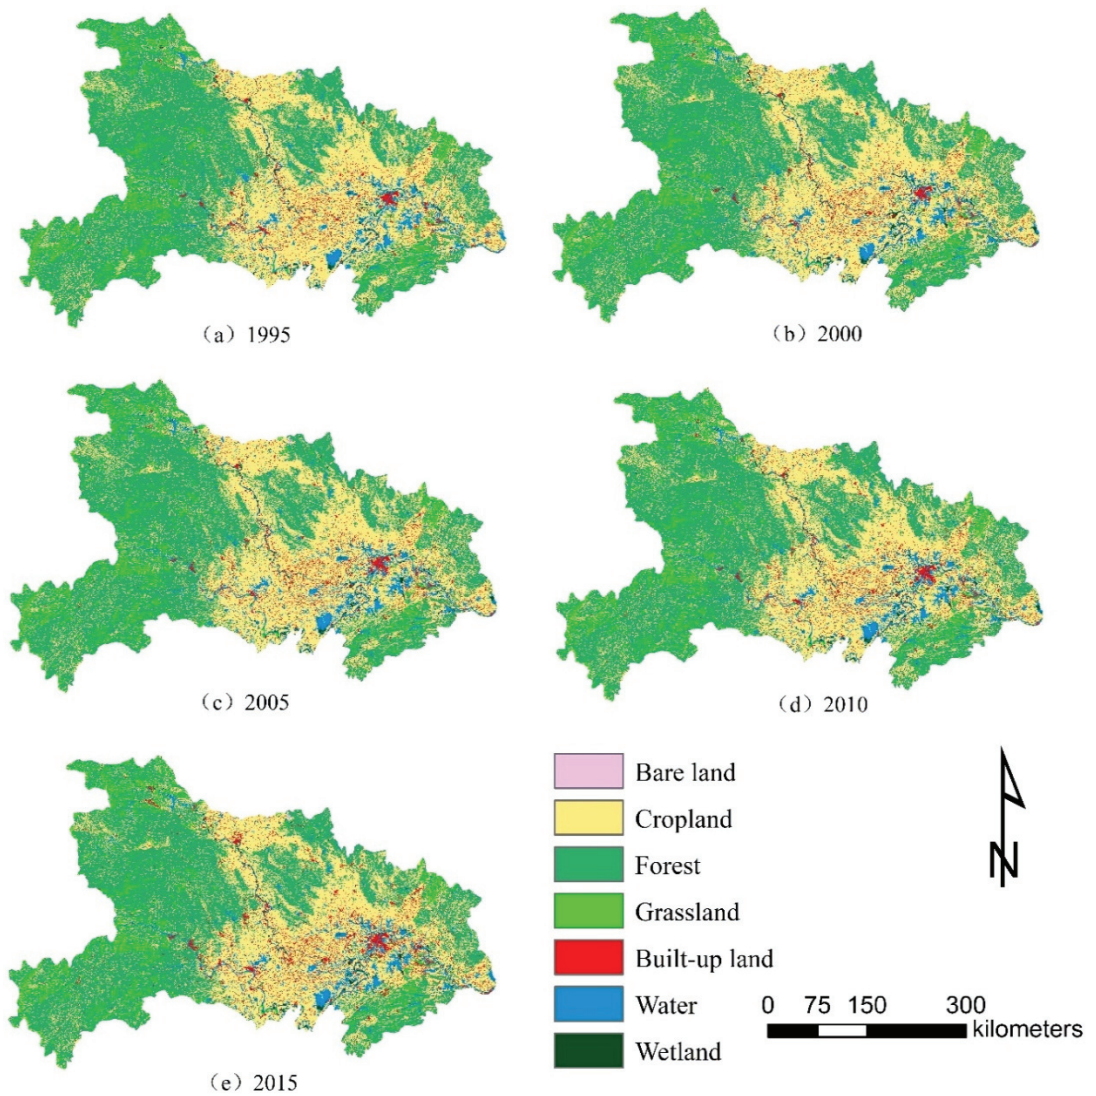 （a）1995
（b）2000
（c）2005
（d）2010
Bare land
Cropland
Forest
Grassland
Built-up land
Water
Wetland
N
0 75 150 300
kilometers
（e）2015